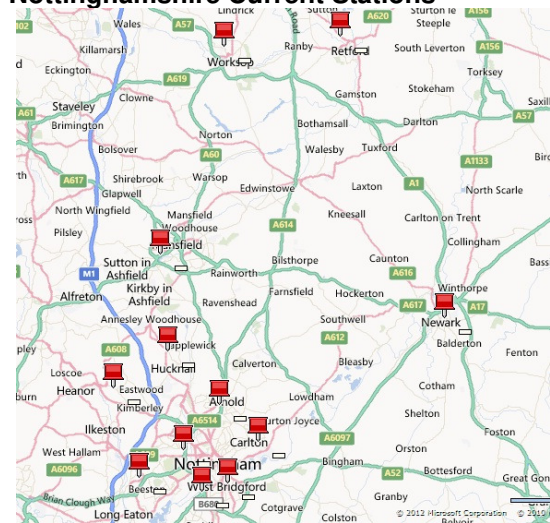 Nottinghamshire Current Stations
Wales
A57
Lindrick
Sutton
A620
Sturton le
Steeple
A156
Killamarsh
Road
Ranby
Retford
South Leverton
A156
Worksop
Eckington
A619
Torksey
Clowne
Gamston
Stokeham
Staveley
A61
Brimington
Bothamsall
Darlton
A57
Norton
Bolsover
A60
Walesby
Tuxford
A1133
A617
Shirebrook
Warsop
Edwinstowe
Laxton
A1
North Scarle
Glapwell
North Wingfield
Mansfield
Woodhouse
Kneesall
Carlton on Trent
Pilsley
A614
Mansfield
Collingham
Sutton in
Ashfield
Bilsthorpe
Caunton
M1
Rainworth
A616
Kirkby in
Ashfield
Farnsfield
Hockerton
Winthorpe
Alfreton
Ravenshead
A617
A17
Annesley Woodhouse
Southwell
Newark
A608
A612
Balderton
Fenton
Loscoe
Calverton
Bleasby
Heanor
Eastwood
Cotham
Kimberley
Arnold
Lowdham
Ilkeston
A6514
Burton Joyce
Shelton
Carlton
A6097
Foston
West Hallam
Nottingham
Orston
A6096
Bingham
A52
Bottesford
Beeston
West Bridgford
Granby
Brian Clough Way
Cotgrave
Long Eaton
Colston
© 2012 Microsoft Corporation